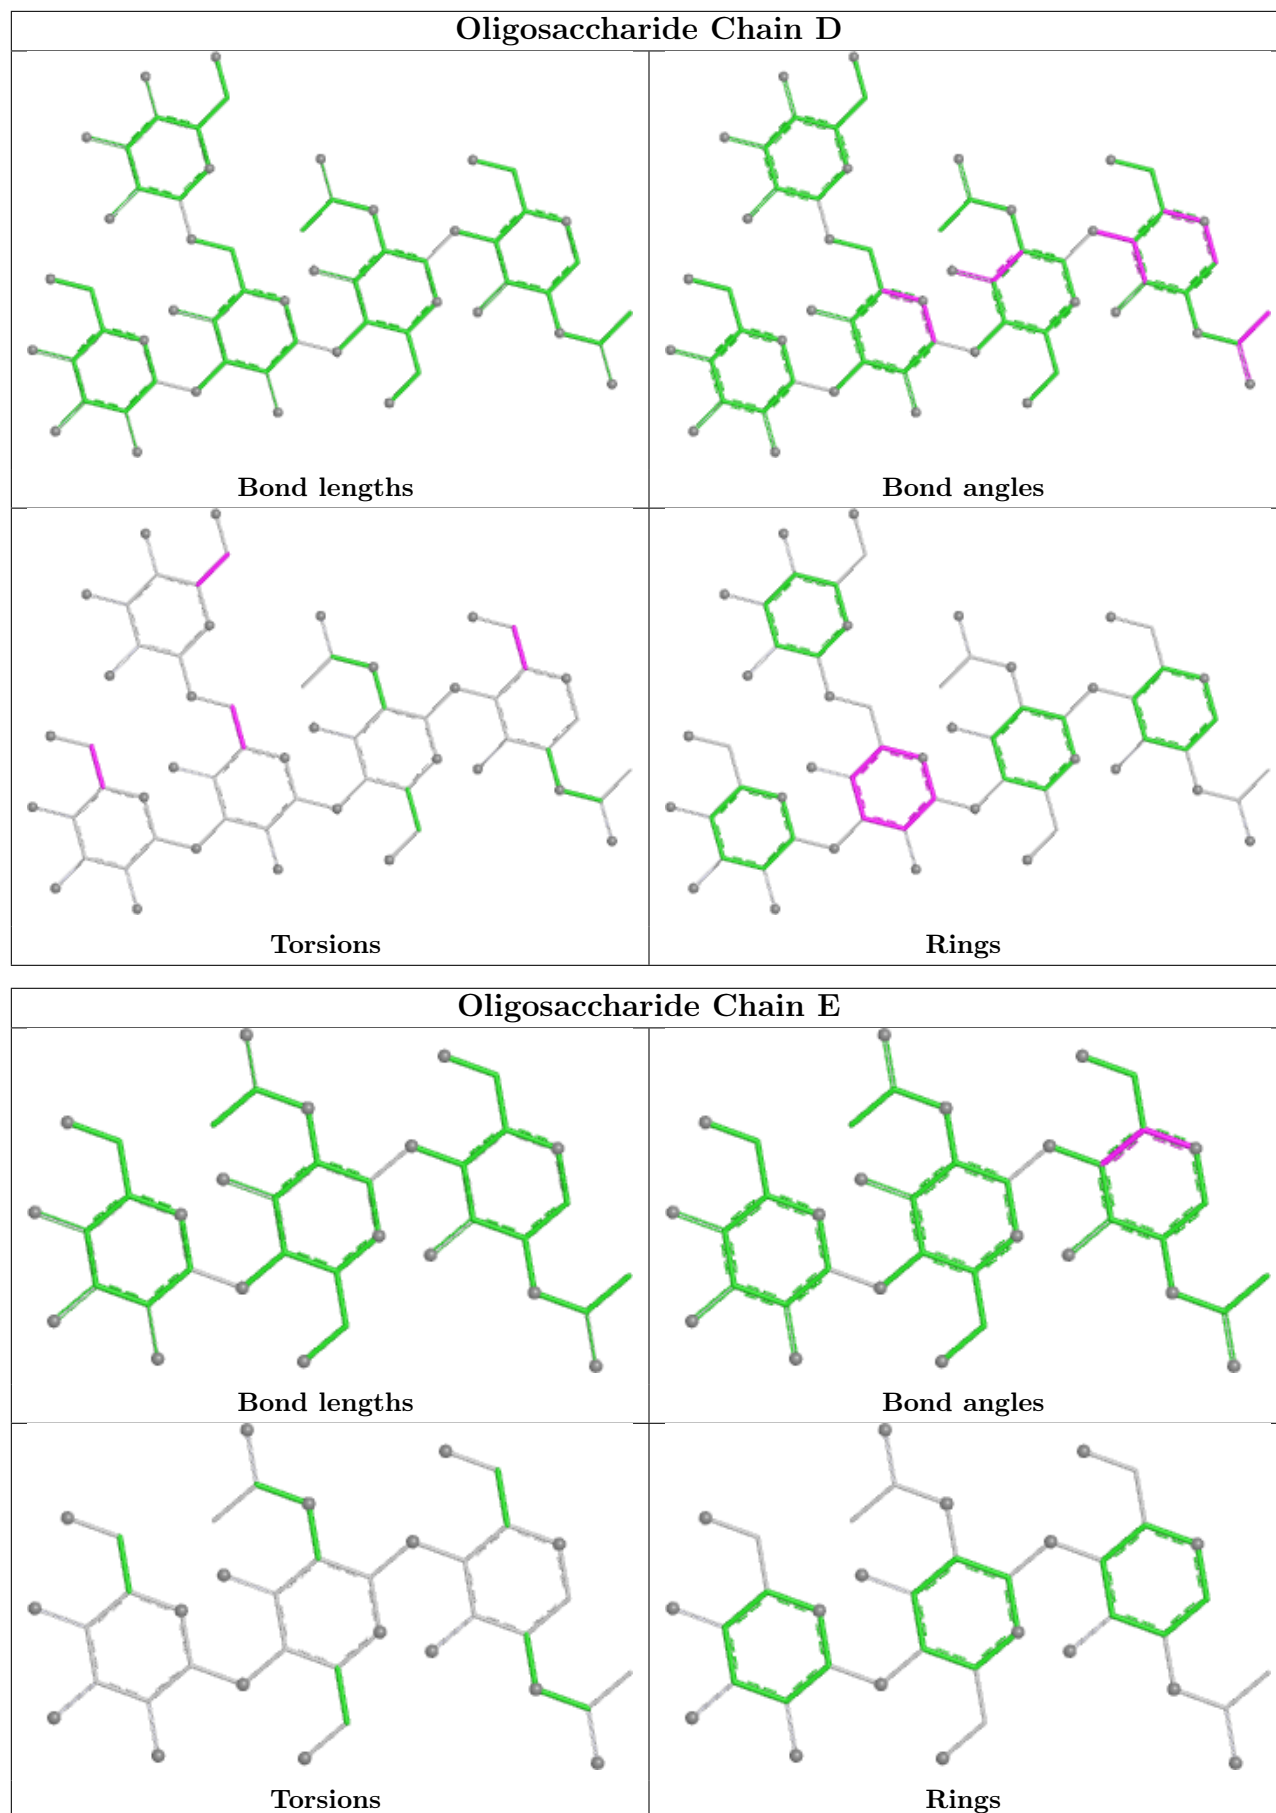 Oligosaccharide Chain D
Bond lengths
Bond angles
Torsions
Rings
Oligosaccharide Chain E
Bond lengths
Bond angles
Torsions
Rings